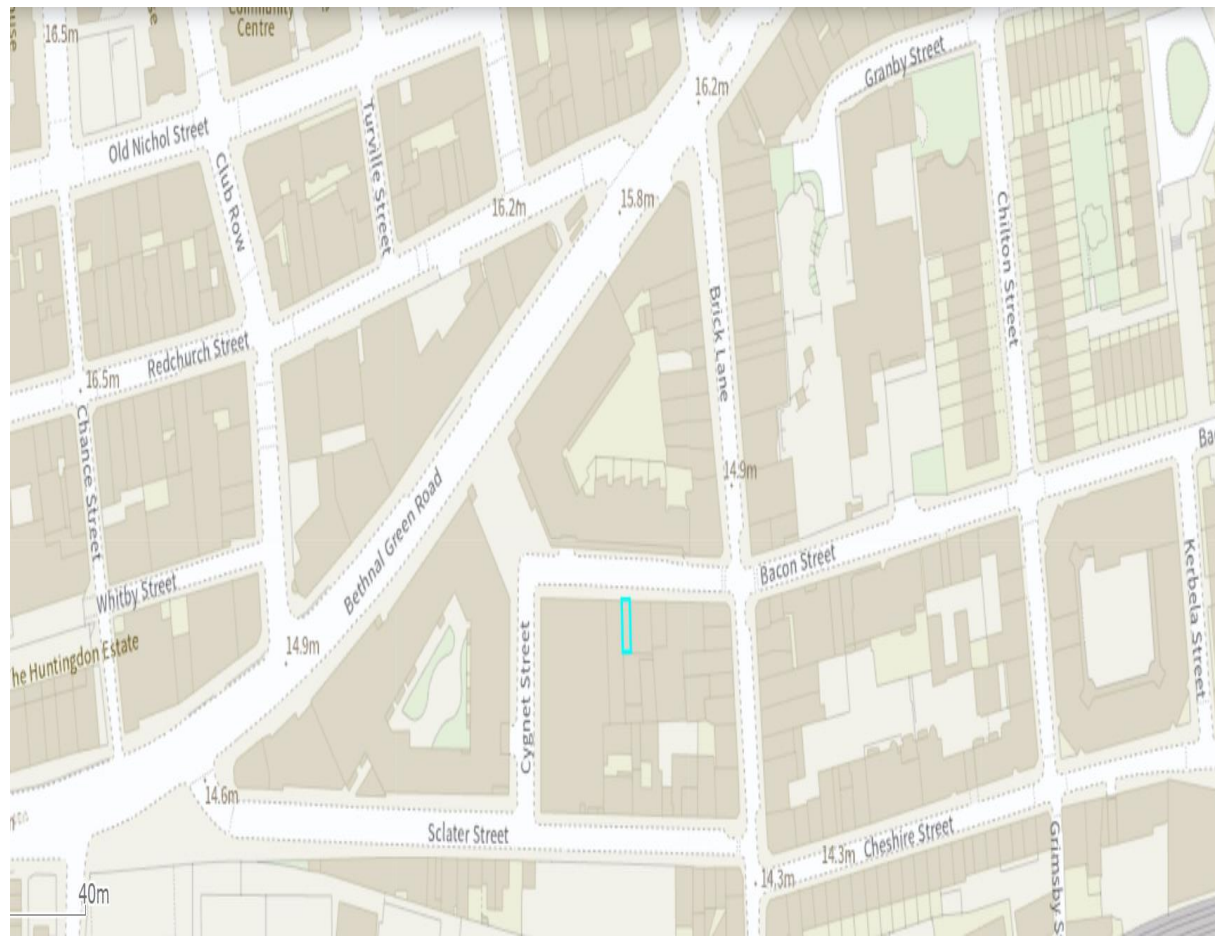 16.5m
Community
Centre
Granby Street
16.2m
Old Nichol Street
Turville Street
Club Row
16.2m
15.8m
Chilton Street
Brick Lane
Redchurch Street
16.5m
Chance Street
14.9m
Bethnal Green Road
Bacon Street
Whitby Street
Kerbela Street
14.9m
he Huntingdon Estate
Cygnet Street
14.6m
Sclater Street
14.3m
Cheshire Street
14.3m
Grimsby S
40m